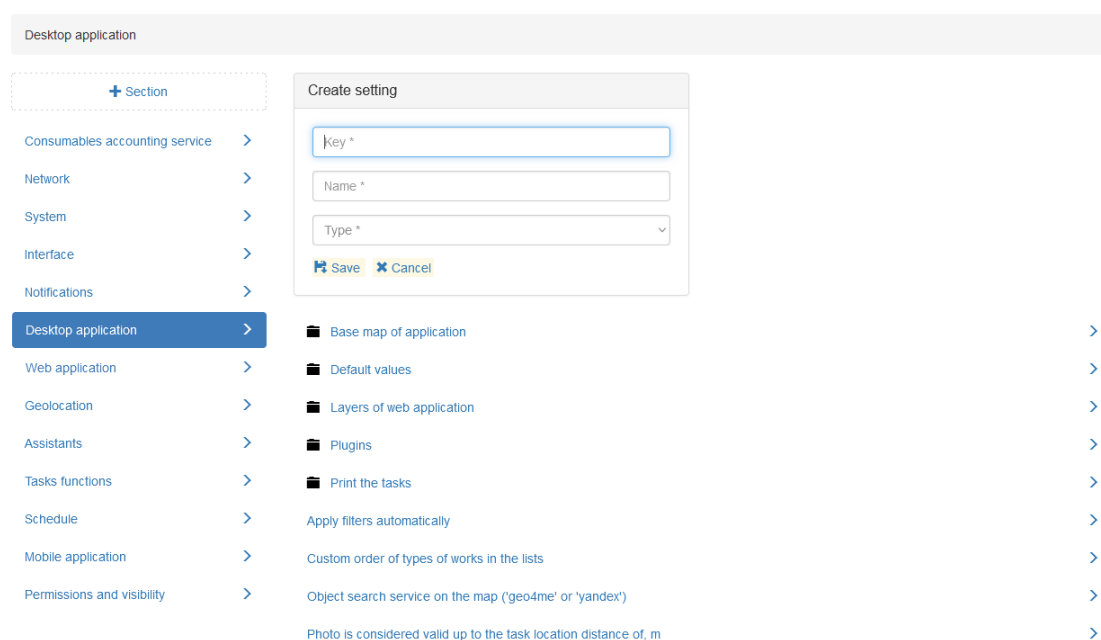 Desktop application
Section
Consumables accounting service
Network
System
Interface
Notifications
Desktop application
Web application
Geolocation
Assistants
Tasks functions
Schedule
Mobile application
Permissions and visibility
Create setting
Key *
Name *
Type *
Save Cancel
Base map of application
Default values
Layers of web application
Plugins
Print the tasks
Apply filters automatically
Custom order of types of works in the lists
Object search service on the map ('geo4me' or 'yandex')
Photo is considered valid up to the task location distance of, m